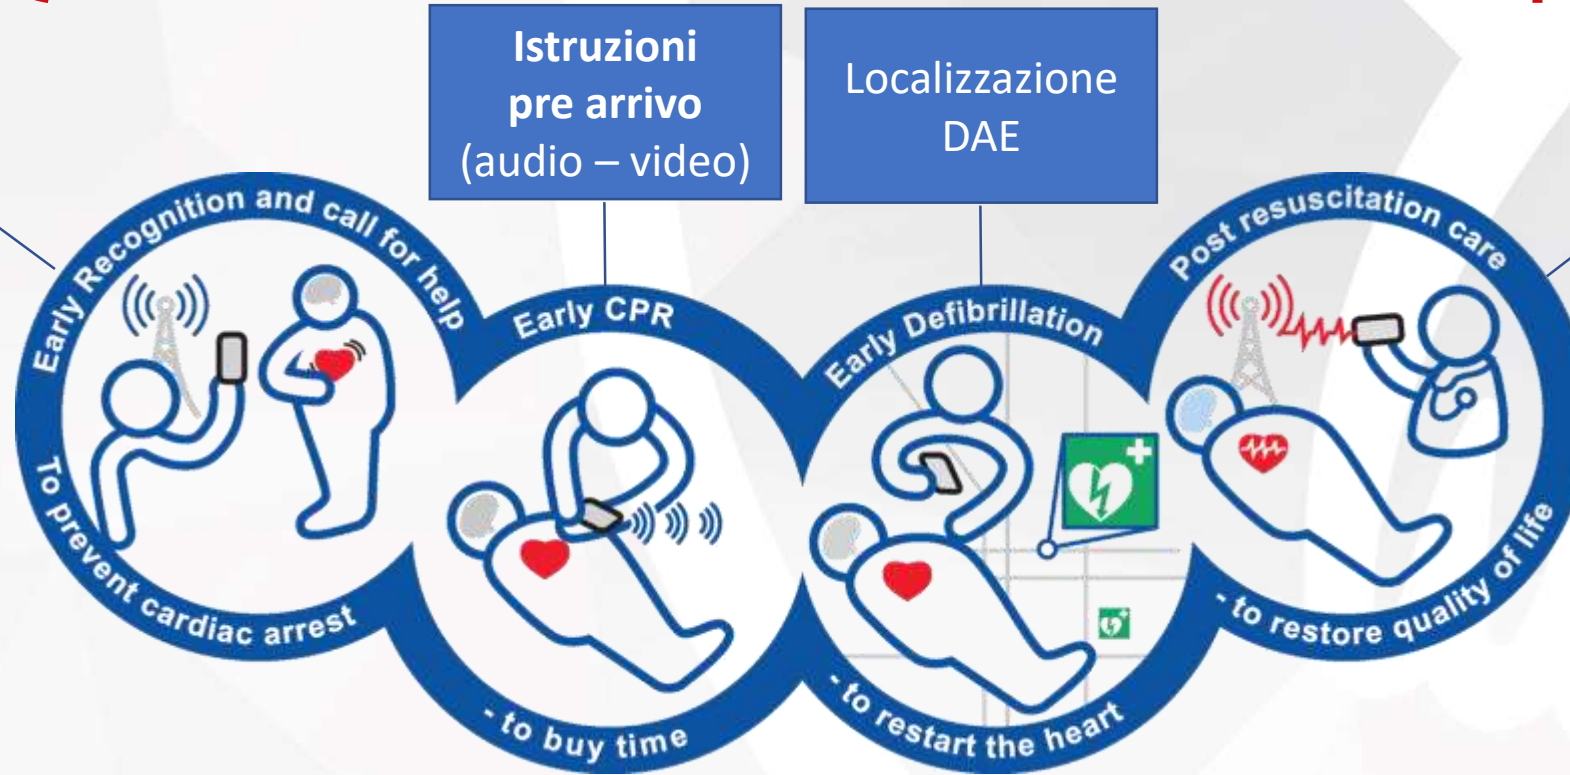 Istruzioni
pre arrivo
(audio – video)
Localizzazione
DAE
Early Recognition and call for help
To prevent cardiac arrest
Early CPR
- to buy time
Early Defibrillation
- to restart the heart
Post resuscitation care
- to restore quality of life